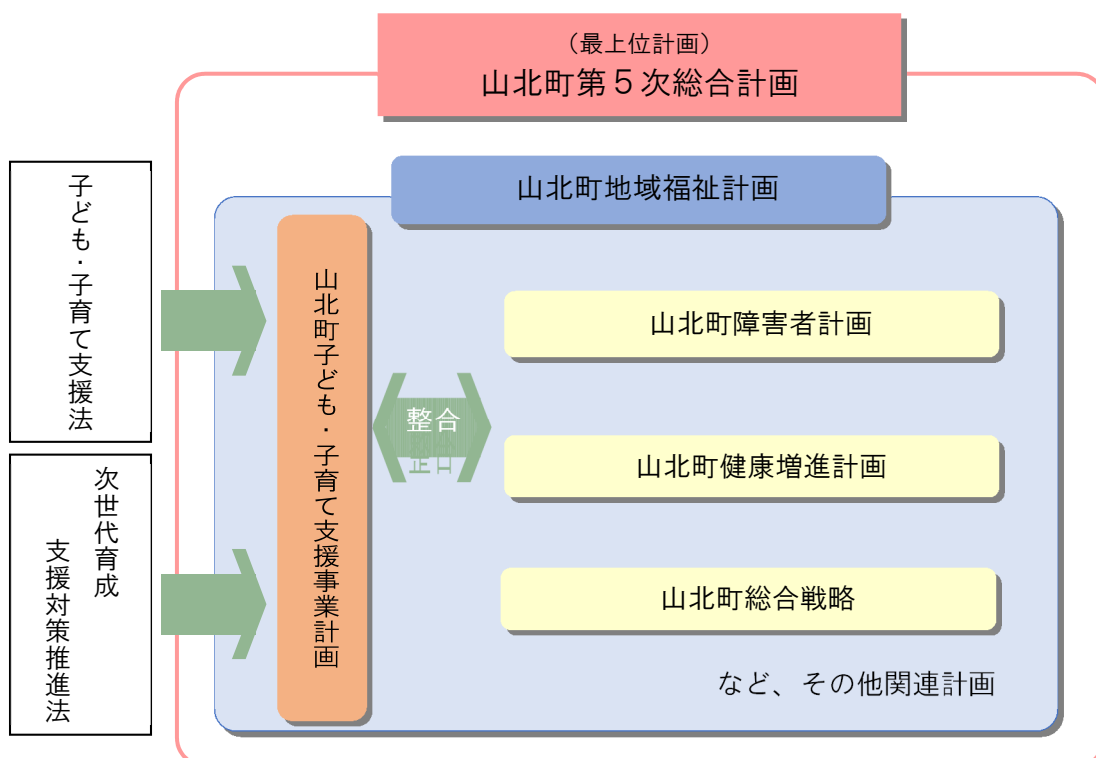 （最上位計画）
山北町第５次総合計画
山北町地域福祉計画
子ども・子育て支援法
次世代育成
支援対策推進法
山北町子ども・子育て支援事業計画
整合
山北町障害者計画
山北町健康増進計画
山北町総合戦略
など、その他関連計画